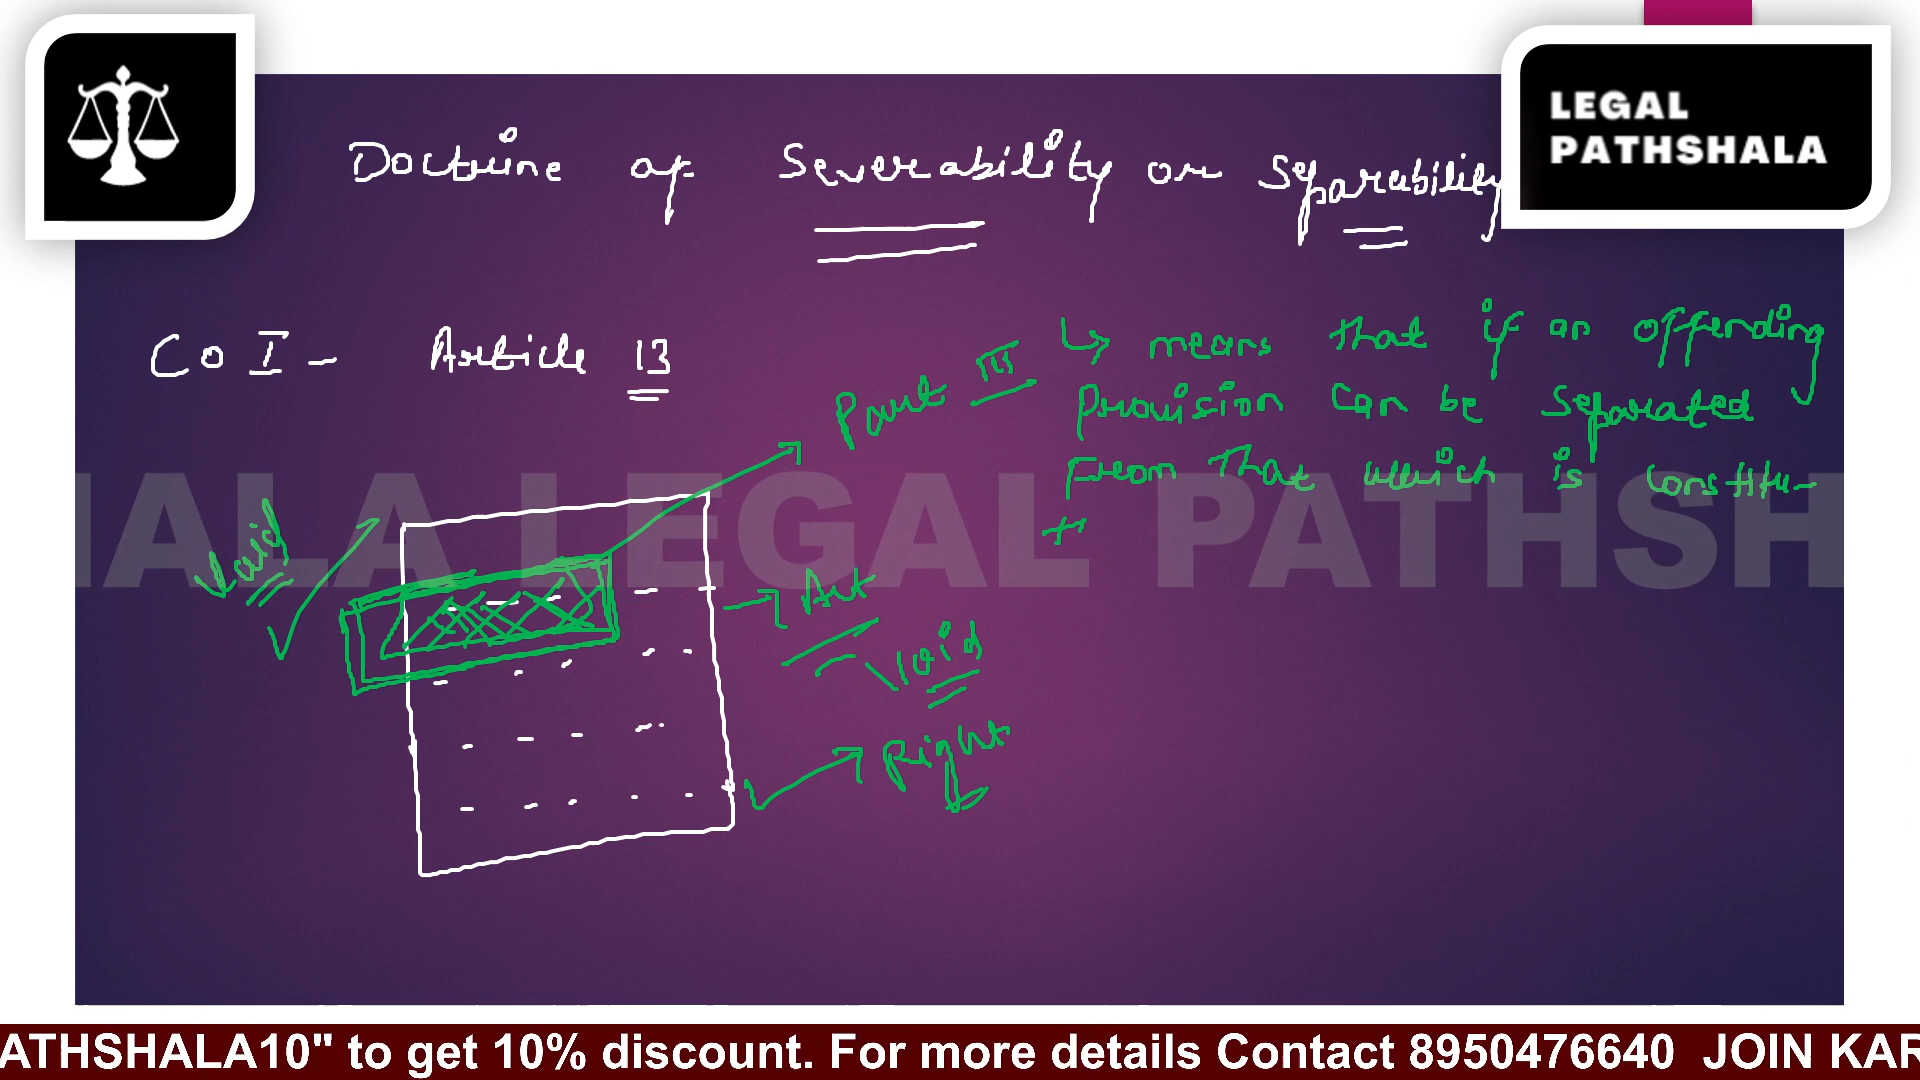 LEGAL
PATHSHALA
Doctrine of Severability or Separability
CoI - Article 13
Part III
↳ means that if an offending
provision can be separated
from that which is constitu-
t
HALA LEGAL PATHSH
Void
Act
Void
Right
ATHSHALA10" to get 10% discount. For more details Contact 8950476640 JOIN KAR